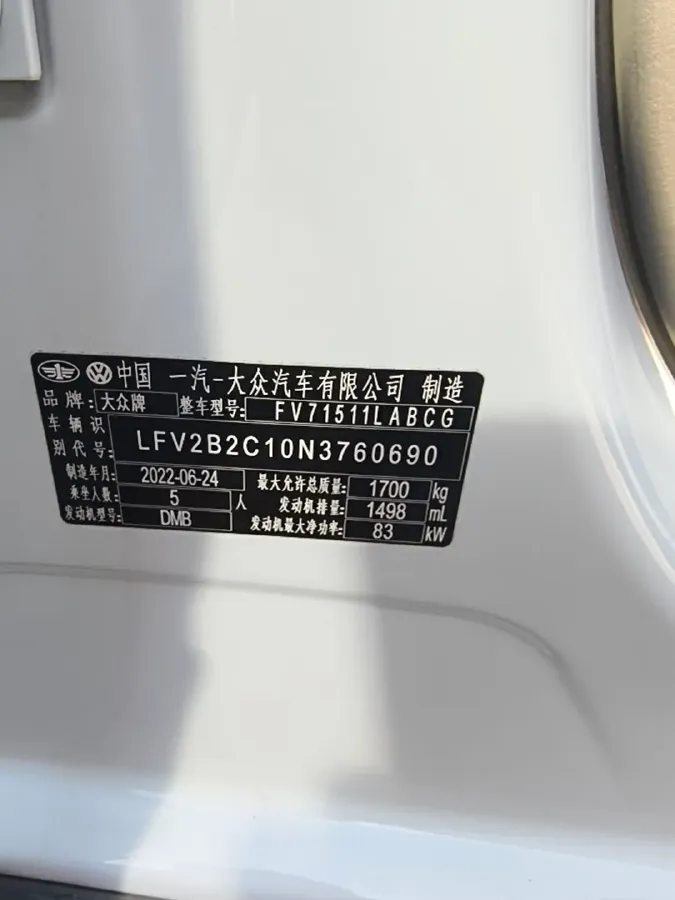 中国 一汽-大众汽车有限公司 制造
品牌: 大众牌 整车型号: FV71511LABCG
车辆识别代号: LFV2B2C10N3760690
制造年月: 2022-06-24 最大允许总质量: 1700 kg
乘坐人数: 5 人 发动机排量: 1498 mL
发动机型号: DMB 发动机最大净功率: 83 kW